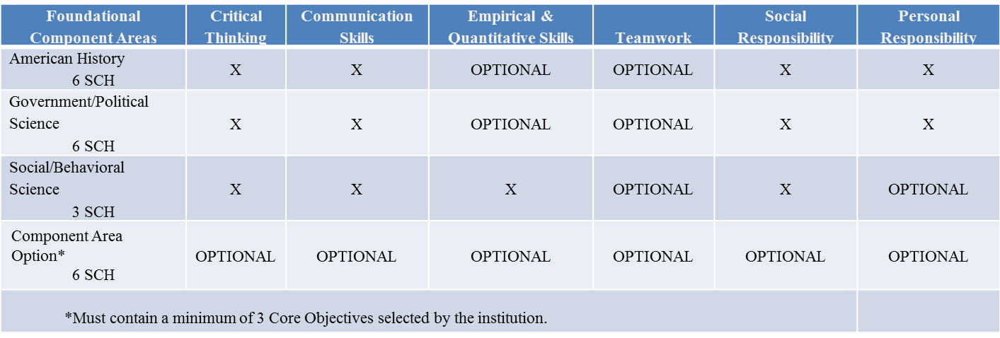 Foundational Component Areas	Critical Thinking	Communication Skills	Empirical & Quantitative Skills	Teamwork	Social Responsibility	Personal Responsibility
American History
6 SCH	X	X	OPTIONAL	OPTIONAL	X	X
Government/Political
Science
6 SCH	X	X	OPTIONAL	OPTIONAL	X	X
Social/Behavioral
Science
3 SCH	X	X	X	OPTIONAL	X	OPTIONAL
Component Area
Option*
6 SCH	OPTIONAL	OPTIONAL	OPTIONAL	OPTIONAL	OPTIONAL	OPTIONAL
*Must contain a minimum of 3 Core Objectives selected by the institution.